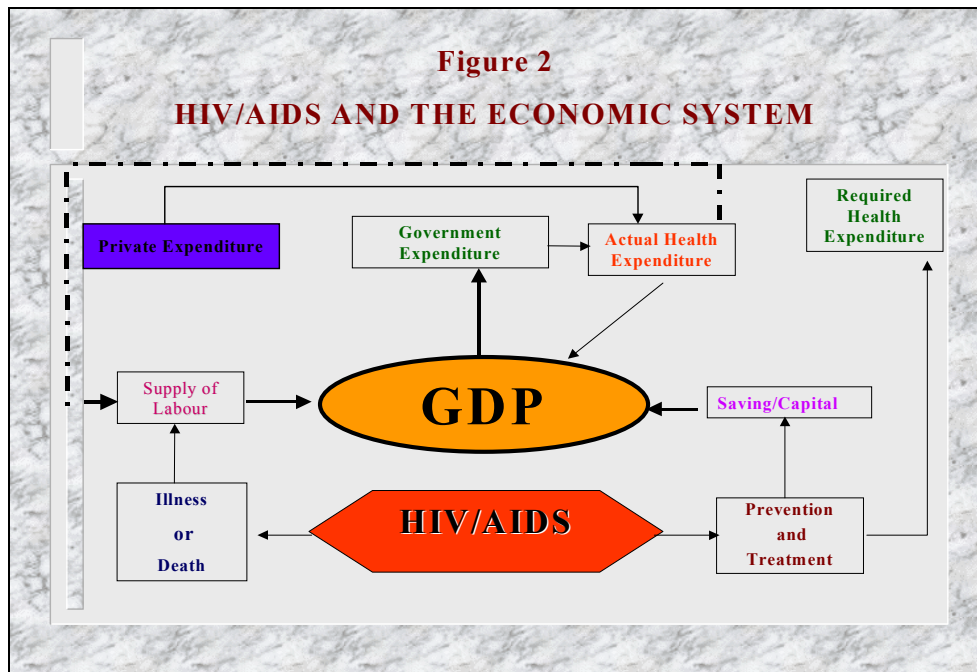 Figure 2
HIV/AIDS AND THE ECONOMIC SYSTEM
Private Expenditure
Government
Expenditure
Actual Health
Expenditure
Required
Health
Expenditure
Supply of
Labour
GDP
Saving/Capital
Illness
or
Death
HIV/AIDS
Prevention
and
Treatment